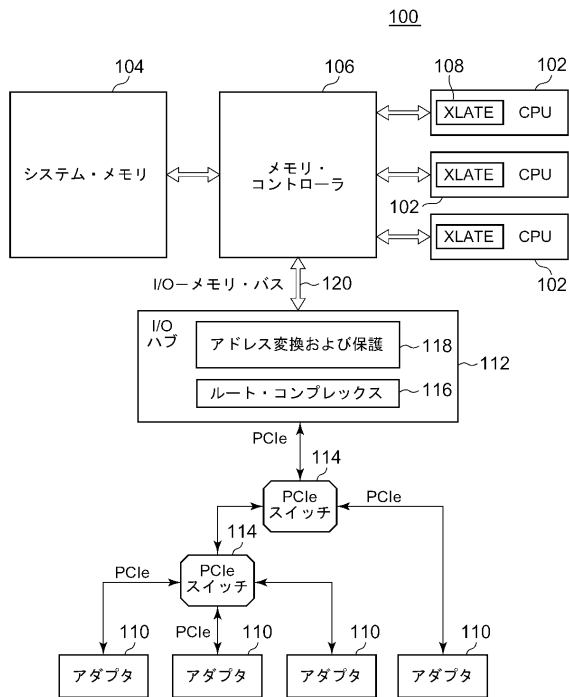 100
104
106
108
102
XLATE CPU
システム・メモリ
メモリ・
コントローラ
XLATE CPU
102
XLATE CPU
102
I/O－メモリ・バス
120
I/O
ハブ
アドレス変換および保護
118
112
ルート・コンプレックス
116
PCIe
114
PCIe
スイッチ
PCIe
114
PCIe
スイッチ
PCIe
PCIe
110
110
110
110
アダプタ
アダプタ
アダプタ
アダプタ